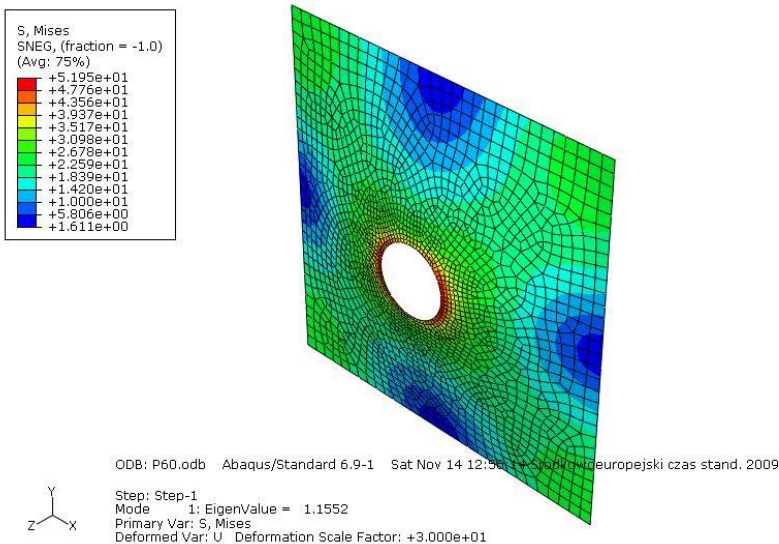 S, Mises
SNEG, (fraction = -1.0)
(Avg: 75%)
+5.195e+01
+4.776e+01
+4.356e+01
+3.937e+01
+3.517e+01
+3.098e+01
+2.678e+01
+2.259e+01
+1.839e+01
+1.420e+01
+1.000e+01
+5.806e+00
+1.611e+00
ODB: P60.odb Abaqus/Standard 6.9-1 Sat Nov 14 Środkowoeuropejski czas stand. 2009
Y
Z X
Step: Step-1
Mode 1: EigenValue = 1.1552
Primary Var: S, Mises
Deformed Var: U Deformation Scale Factor: +3.000e+01